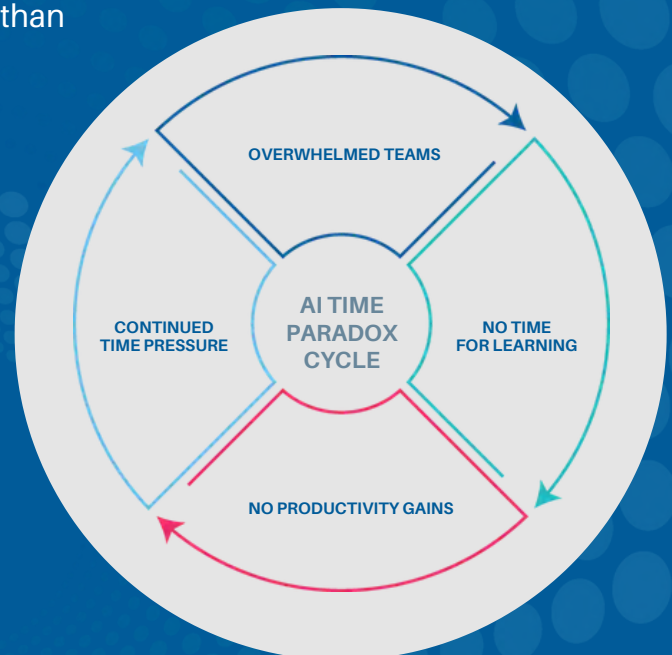 than
OVERWHELMED TEAMS
AI TIME
PARADOX
CYCLE
CONTINUED
TIME PRESSURE
NO TIME
FOR LEARNING
NO PRODUCTIVITY GAINS